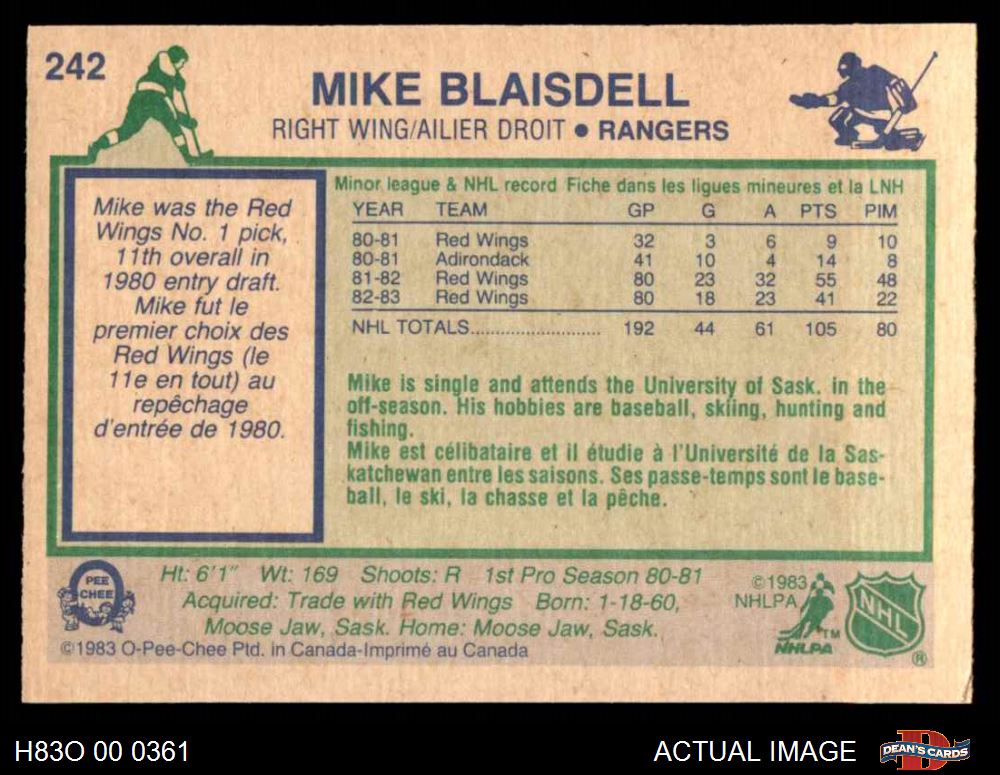 242
MIKE BLAISDELL
RIGHT WING/AILIER DROIT ● RANGERS
Mike was the Red
Wings No. 1 pick,
11th overall in
1980 entry draft.
Mike fut le
premier choix des
Red Wings (le
11e en tout) au
repêchage
d'entrée de 1980.
Minor league & NHL record Fiche dans les ligues mineures et la LNH
YEAR TEAM GP G A PTS PIM
80-81 Red Wings 32 3 6 9 10
80-81 Adirondack 41 10 4 14 8
81-82 Red Wings 80 23 32 55 48
82-83 Red Wings 80 18 23 41 22
NHL TOTALS............................ 192 44 61 105 80
Mike is single and attends the University of Sask. in the
off-season. His hobbies are baseball, skiing, hunting and
fishing.
Mike est célibataire et il étudie à l'Université de la Sas-
katchewan entre les saisons. Ses passe-temps sont le base-
ball, le ski, la chasse et la pêche.
O
PEE
CHEE
Ht: 6'1" Wt: 169 Shoots: R 1st Pro Season 80-81
Acquired: Trade with Red Wings Born: 1-18-60,
Moose Jaw, Sask. Home: Moose Jaw, Sask.
©1983 O-Pee-Chee Ptd. in Canada-Imprimé au Canada
©1983
NHLPA
TM
NHLPA
NHL
®
H83O 00 0361
ACTUAL IMAGE
D
DEAN'S CARDS